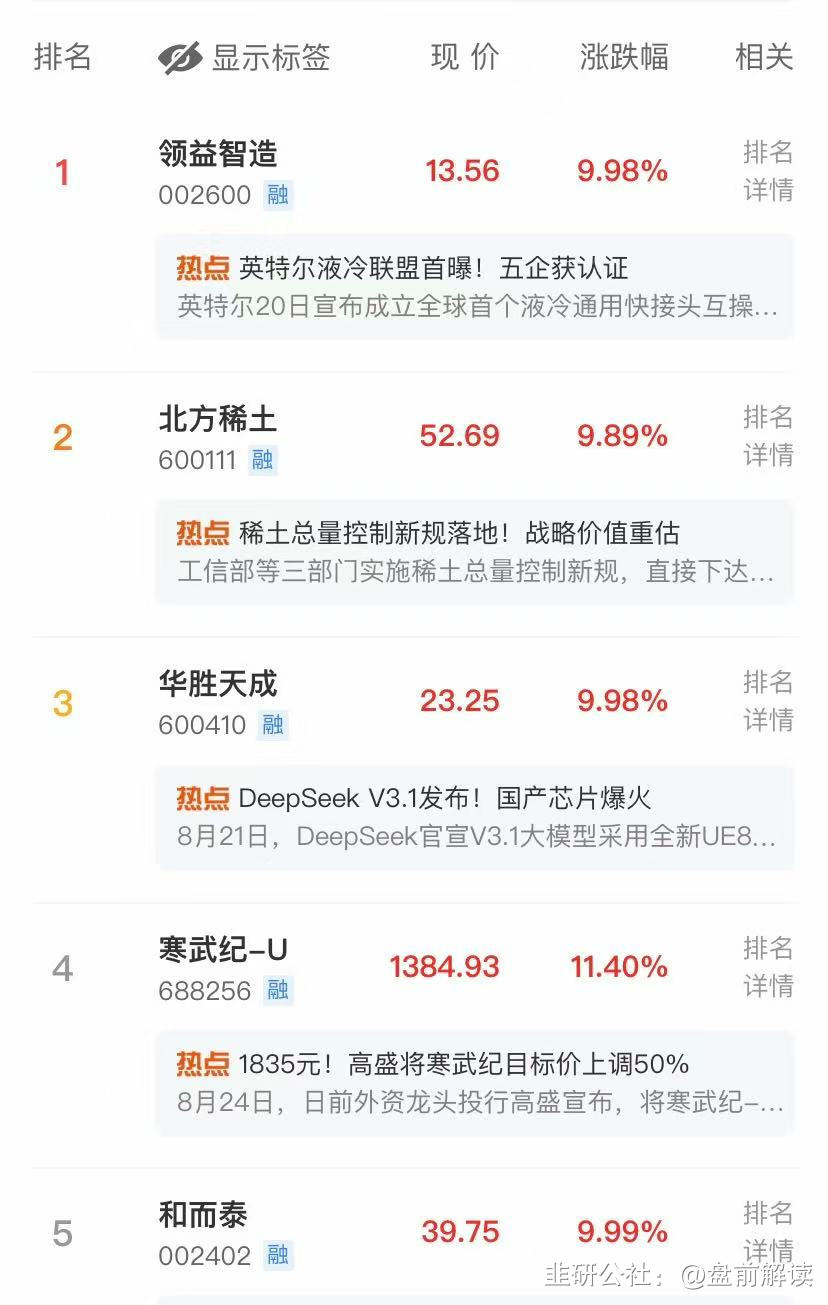 排名 显示标签 现价 涨跌幅 相关
1 领益智造 13.56 9.98% 排名
002600 融 详情
热点 英特尔液冷联盟首曝！五企获认证
英特尔20日宣布成立全球首个液冷通用快接头互操...
2 北方稀土 52.69 9.89% 排名
600111 融 详情
热点 稀土总量控制新规落地！战略价值重估
工信部等三部门实施稀土总量控制新规，直接下达...
3 华胜天成 23.25 9.98% 排名
600410 融 详情
热点 DeepSeek V3.1发布！国产芯片爆火
8月21日，DeepSeek官宣V3.1大模型采用全新UE8...
4 寒武纪-U 1384.93 11.40% 排名
688256 融 详情
热点 1835元！高盛将寒武纪目标价上调50%
8月24日，日前外资龙头投行高盛宣布，将寒武纪-...
5 和而泰 39.75 9.99% 排名
002402 融 详情
韭研公社：@盘前解读